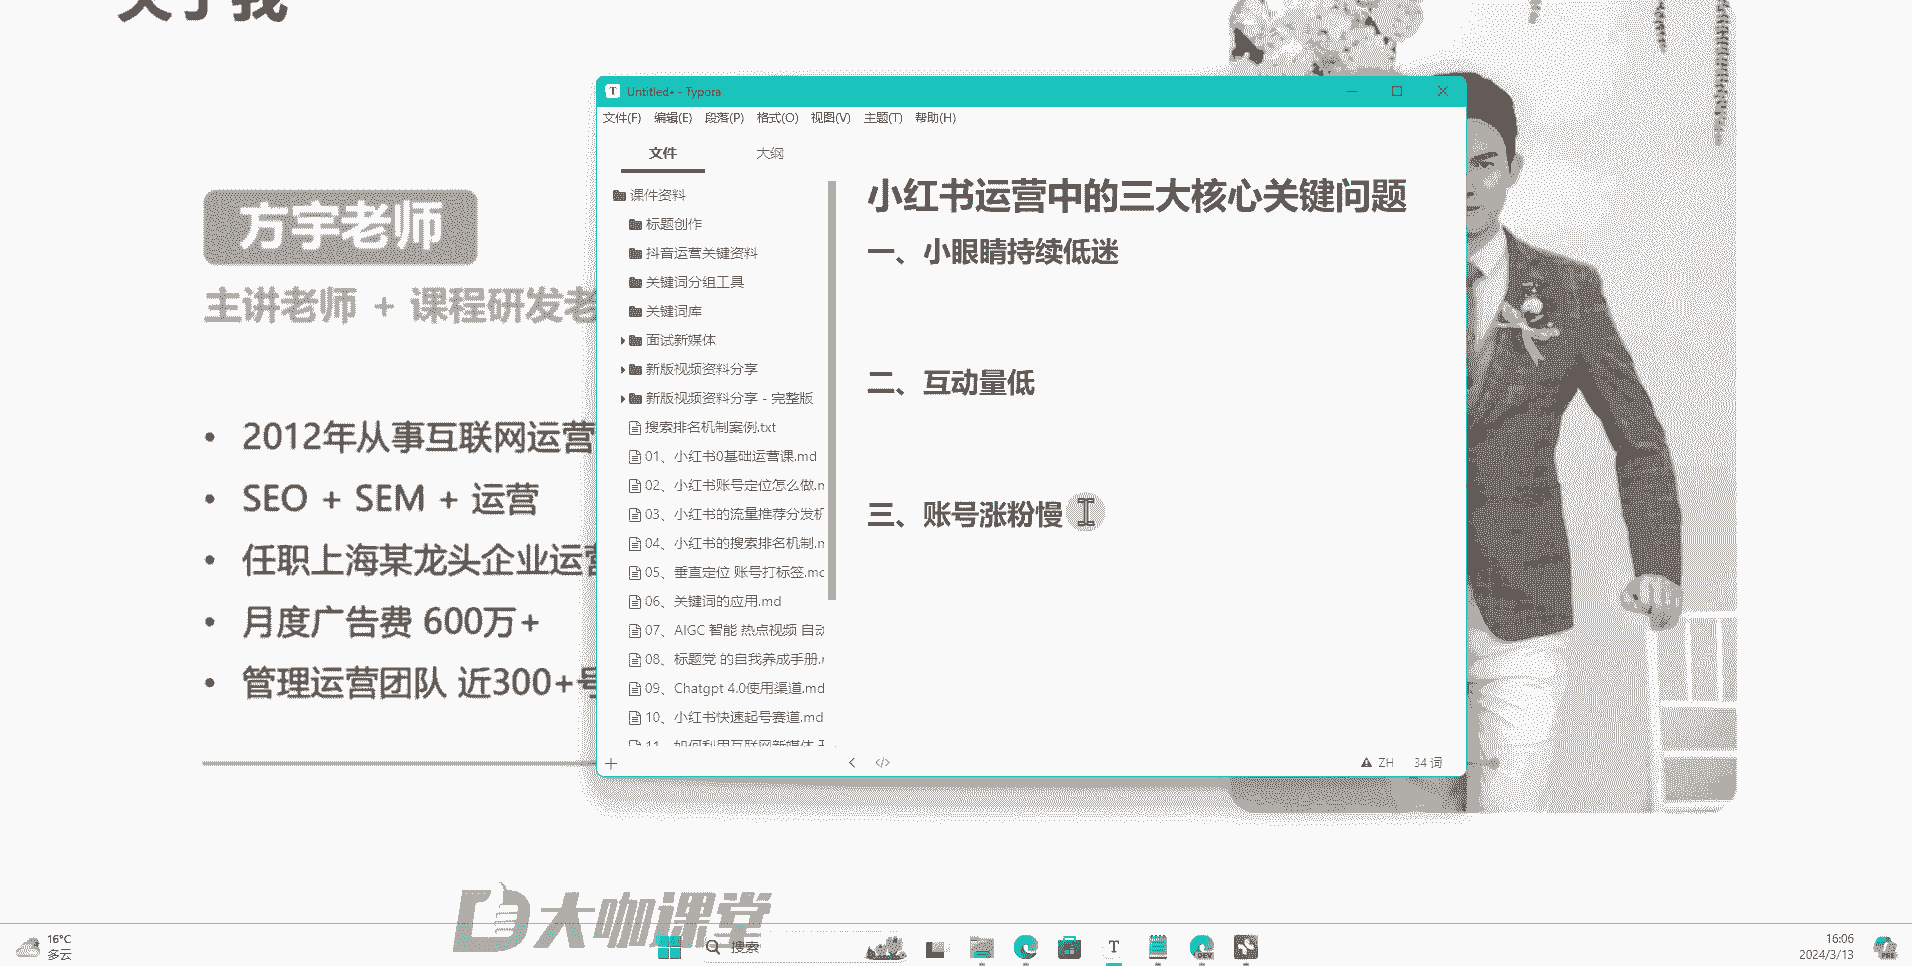 关于我
方宇老师
主讲老师 + 课程研发老
2012年从事互联网运营
SEO + SEM + 运营
任职上海某龙头企业运营
月度广告费 600万+
管理运营团队 近300+号
Untitled• - Typora
文件(F) 编辑(E) 段落(P) 格式(O) 视图(V) 主题(T) 帮助(H)
文件 大纲
课件资料
标题创作
抖音运营关键资料
关键词分组工具
关键词库
面试新媒体
新版视频资料分享
新版视频资料分享 - 完整版
搜索排名机制案例.txt
01、小红书0基础运营课.md
02、小红书账号定位怎么做.m
03、小红书的流量推荐分发机
04、小红书的搜索排名机制.m
05、垂直定位 账号打标签.mc
06、关键词的应用.md
07、AIGC 智能 热点视频 自动
08、标题党 的自我养成手册.r
09、Chatgpt 4.0使用渠道.md
10、小红书快速起号赛道.md
11、如何利用互联网新媒体
小红书运营中的三大核心关键问题
一、小眼睛持续低迷
二、互动量低
三、账号涨粉慢
ZH 34 词
大咖课堂
16°C
多云
搜索
16:06
2024/3/13